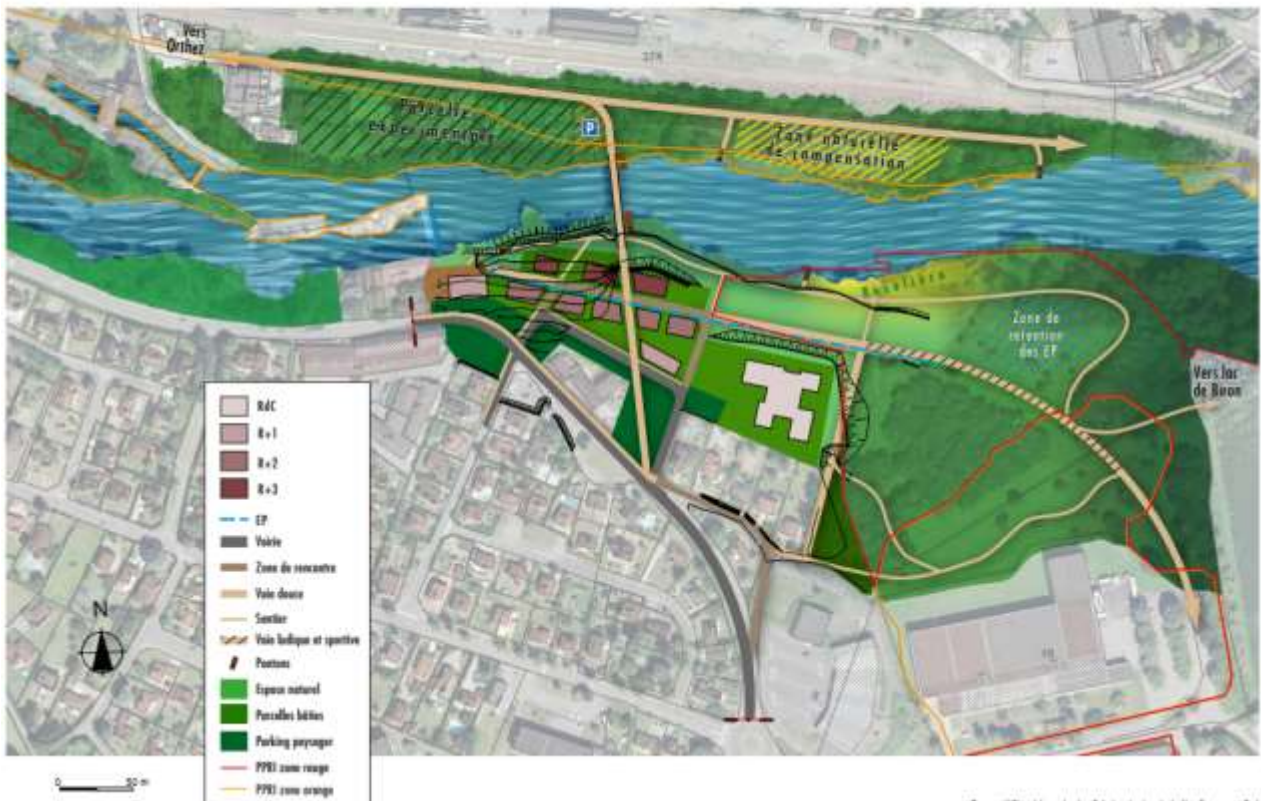 Vers
Orthez
Parcelle
expérimentale
P
Zone naturelle
de compensation
Roselière
Zone de
rétention
des EP
Vers lac
de Biron
RdC
R+1
R+2
R+3
EP
Voirie
Zone de rencontre
Voie douce
Sentier
Voie ludique et sportive
Pontons
Espace naturel
Parcelles bâties
Parking paysager
PPRI zone rouge
PPRI zone orange
N
0 50 m